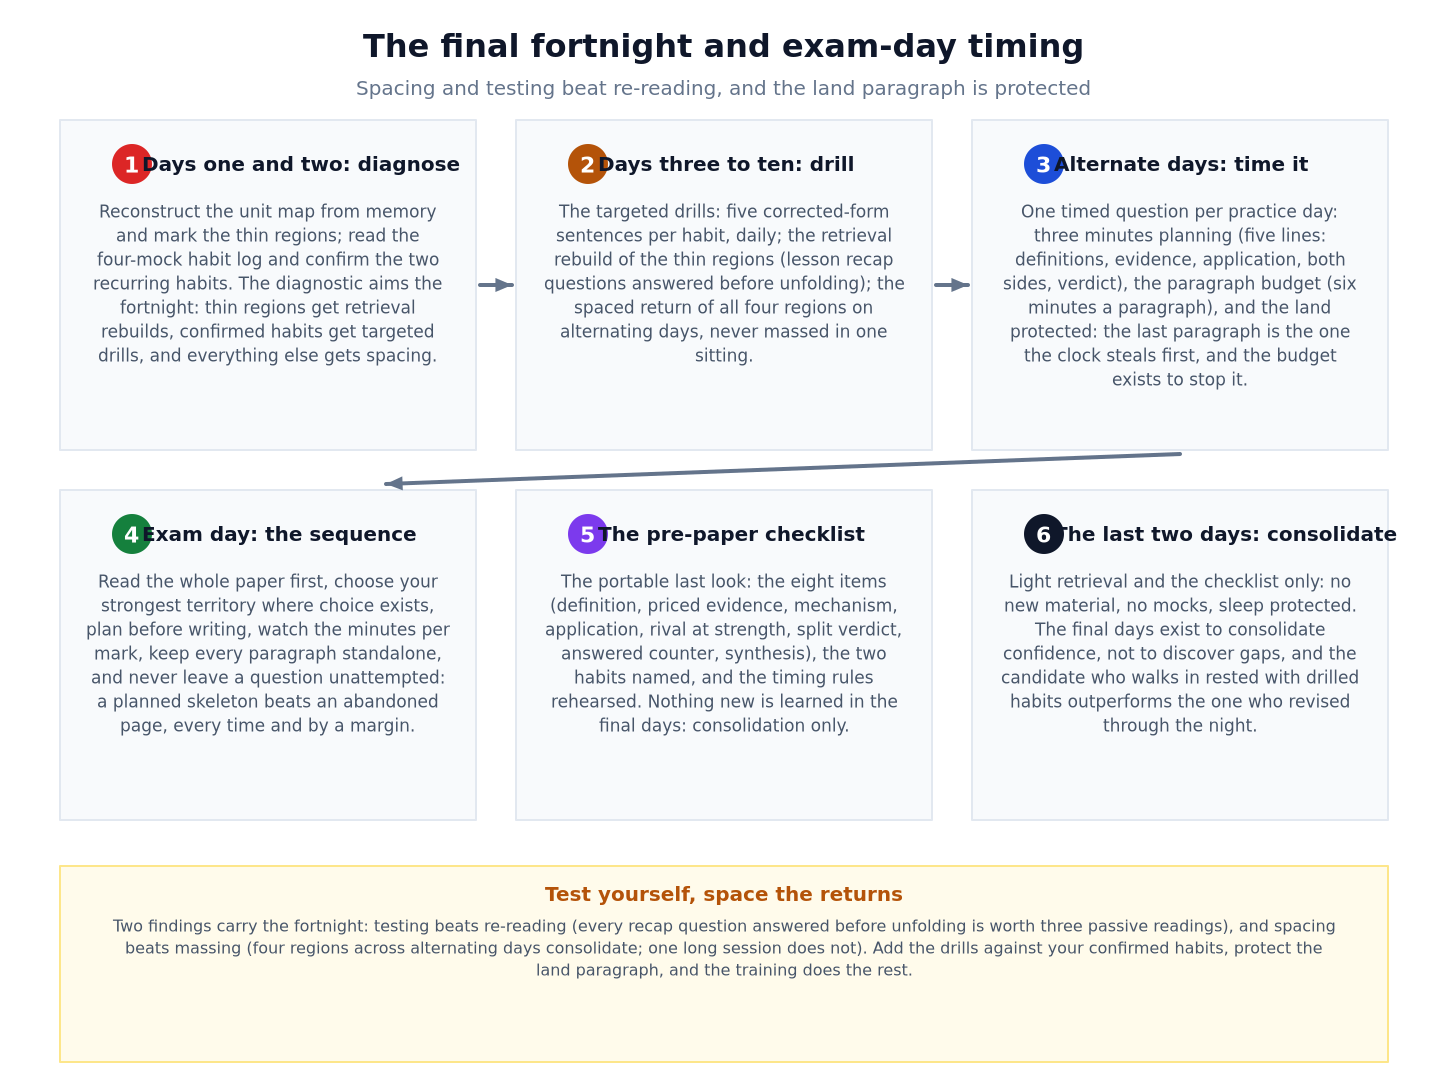 The final fortnight and exam-day timing
Spacing and testing beat re-reading, and the land paragraph is protected
1 Days one and two: diagnose
Reconstruct the unit map from memory
and mark the thin regions; read the
four-mock habit log and confirm the two
recurring habits. The diagnostic aims the
fortnight: thin regions get retrieval
rebuilds, confirmed habits get targeted
drills, and everything else gets spacing.
2 Days three to ten: drill
The targeted drills: five corrected-form
sentences per habit, daily; the retrieval
rebuild of the thin regions (lesson recap
questions answered before unfolding); the
spaced return of all four regions on
alternating days, never massed in one
sitting.
3 Alternate days: time it
One timed question per practice day:
three minutes planning (five lines:
definitions, evidence, application, both
sides, verdict), the paragraph budget (six
minutes a paragraph), and the land
protected: the last paragraph is the one
the clock steals first, and the budget
exists to stop it.
4 Exam day: the sequence
Read the whole paper first, choose your
strongest territory where choice exists,
plan before writing, watch the minutes per
mark, keep every paragraph standalone,
and never leave a question unattempted:
a planned skeleton beats an abandoned
page, every time and by a margin.
5 The pre-paper checklist
The portable last look: the eight items
(definition, priced evidence, mechanism,
application, rival at strength, split verdict,
answered counter, synthesis), the two
habits named, and the timing rules
rehearsed. Nothing new is learned in the
final days: consolidation only.
6 The last two days: consolidate
Light retrieval and the checklist only: no
new material, no mocks, sleep protected.
The final days exist to consolidate
confidence, not to discover gaps, and the
candidate who walks in rested with drilled
habits outperforms the one who revised
through the night.
Test yourself, space the returns
Two findings carry the fortnight: testing beats re-reading (every recap question answered before unfolding is worth three passive readings), and spacing
beats massing (four regions across alternating days consolidate; one long session does not). Add the drills against your confirmed habits, protect the
land paragraph, and the training does the rest.